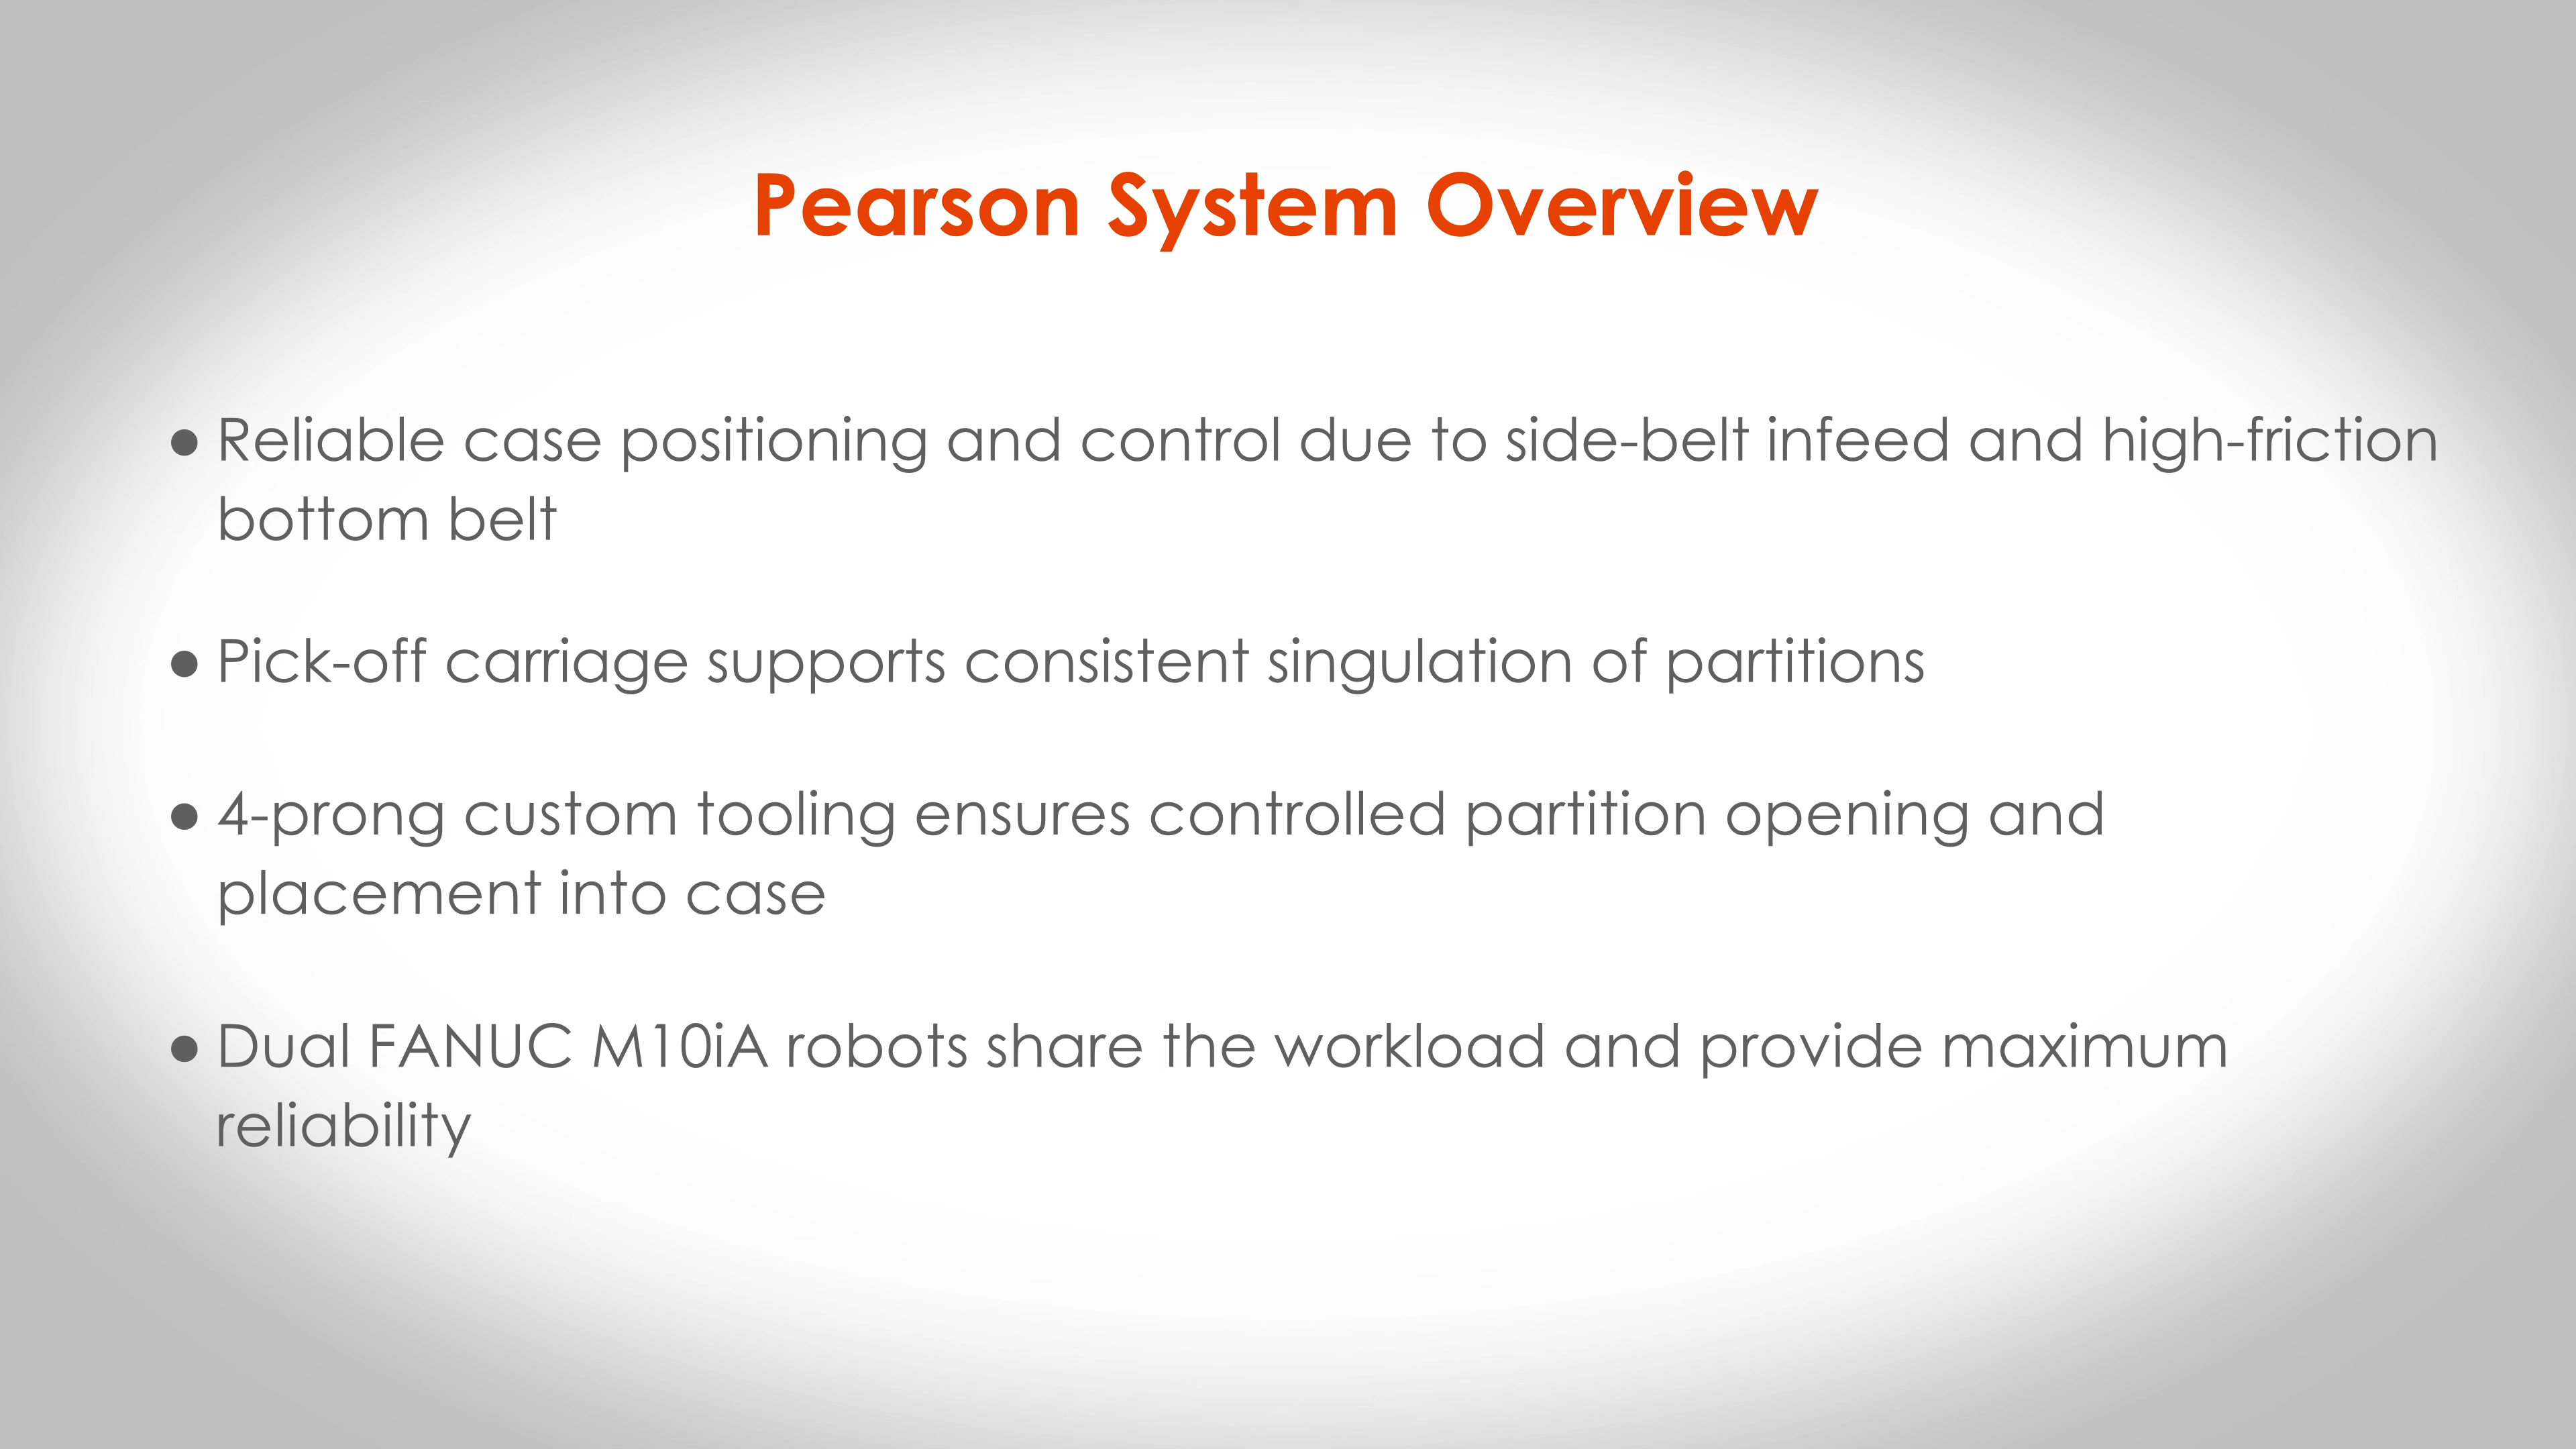 Pearson System Overview
● Reliable case positioning and control due to side-belt infeed and high-friction
bottom belt
● Pick-off carriage supports consistent singulation of partitions
● 4-prong custom tooling ensures controlled partition opening and
placement into case
● Dual FANUC M10iA robots share the workload and provide maximum
reliability